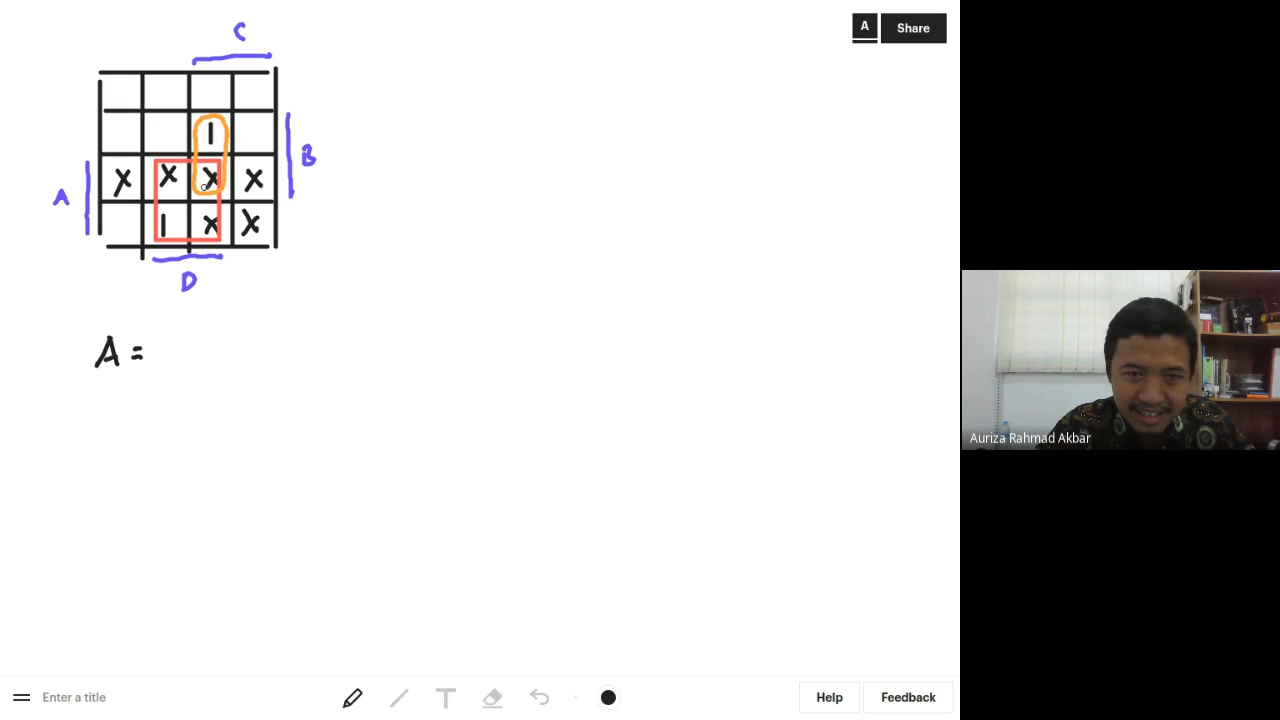 C
A Share
1
B
X X X X
A
1 X X
D
A =
Auriza Rahmad Akbar
Enter a title T Help Feedback